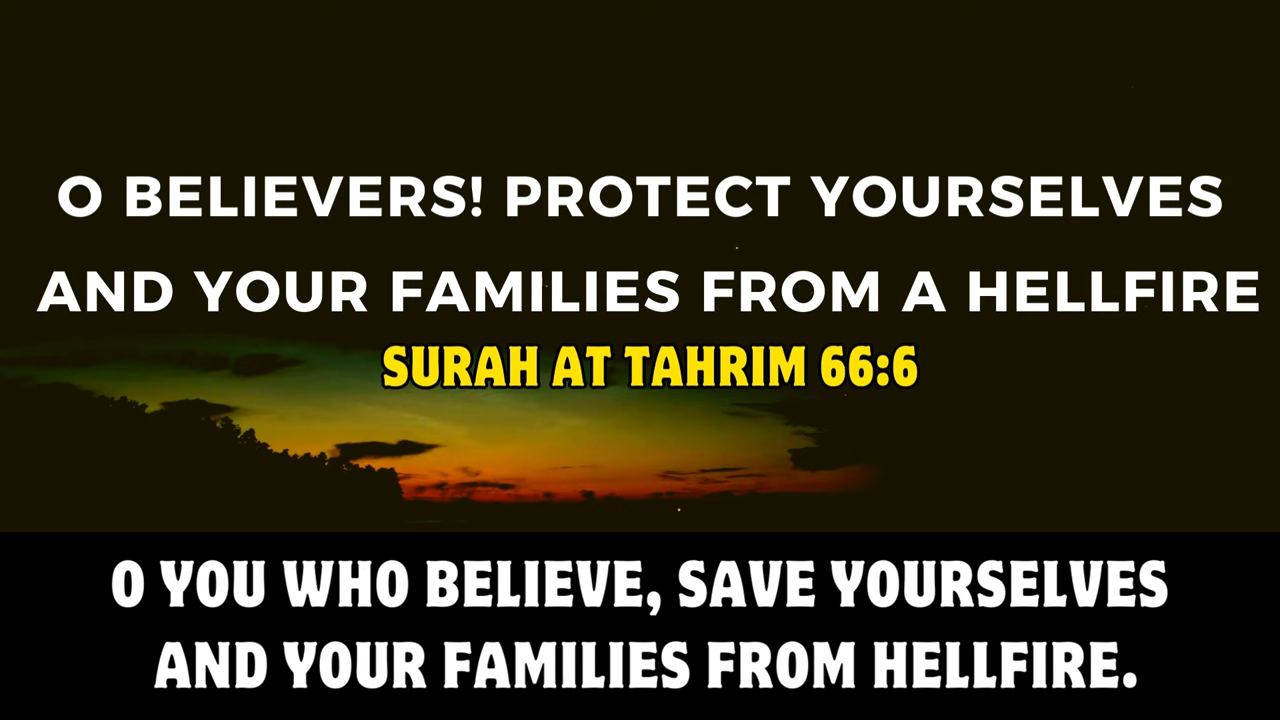 O BELIEVERS! PROTECT YOURSELVES
AND YOUR FAMILIES FROM A HELLFIRE
SURAH AT TAHRIM 66:6
O YOU WHO BELIEVE, SAVE YOURSELVES
AND YOUR FAMILIES FROM HELLFIRE.